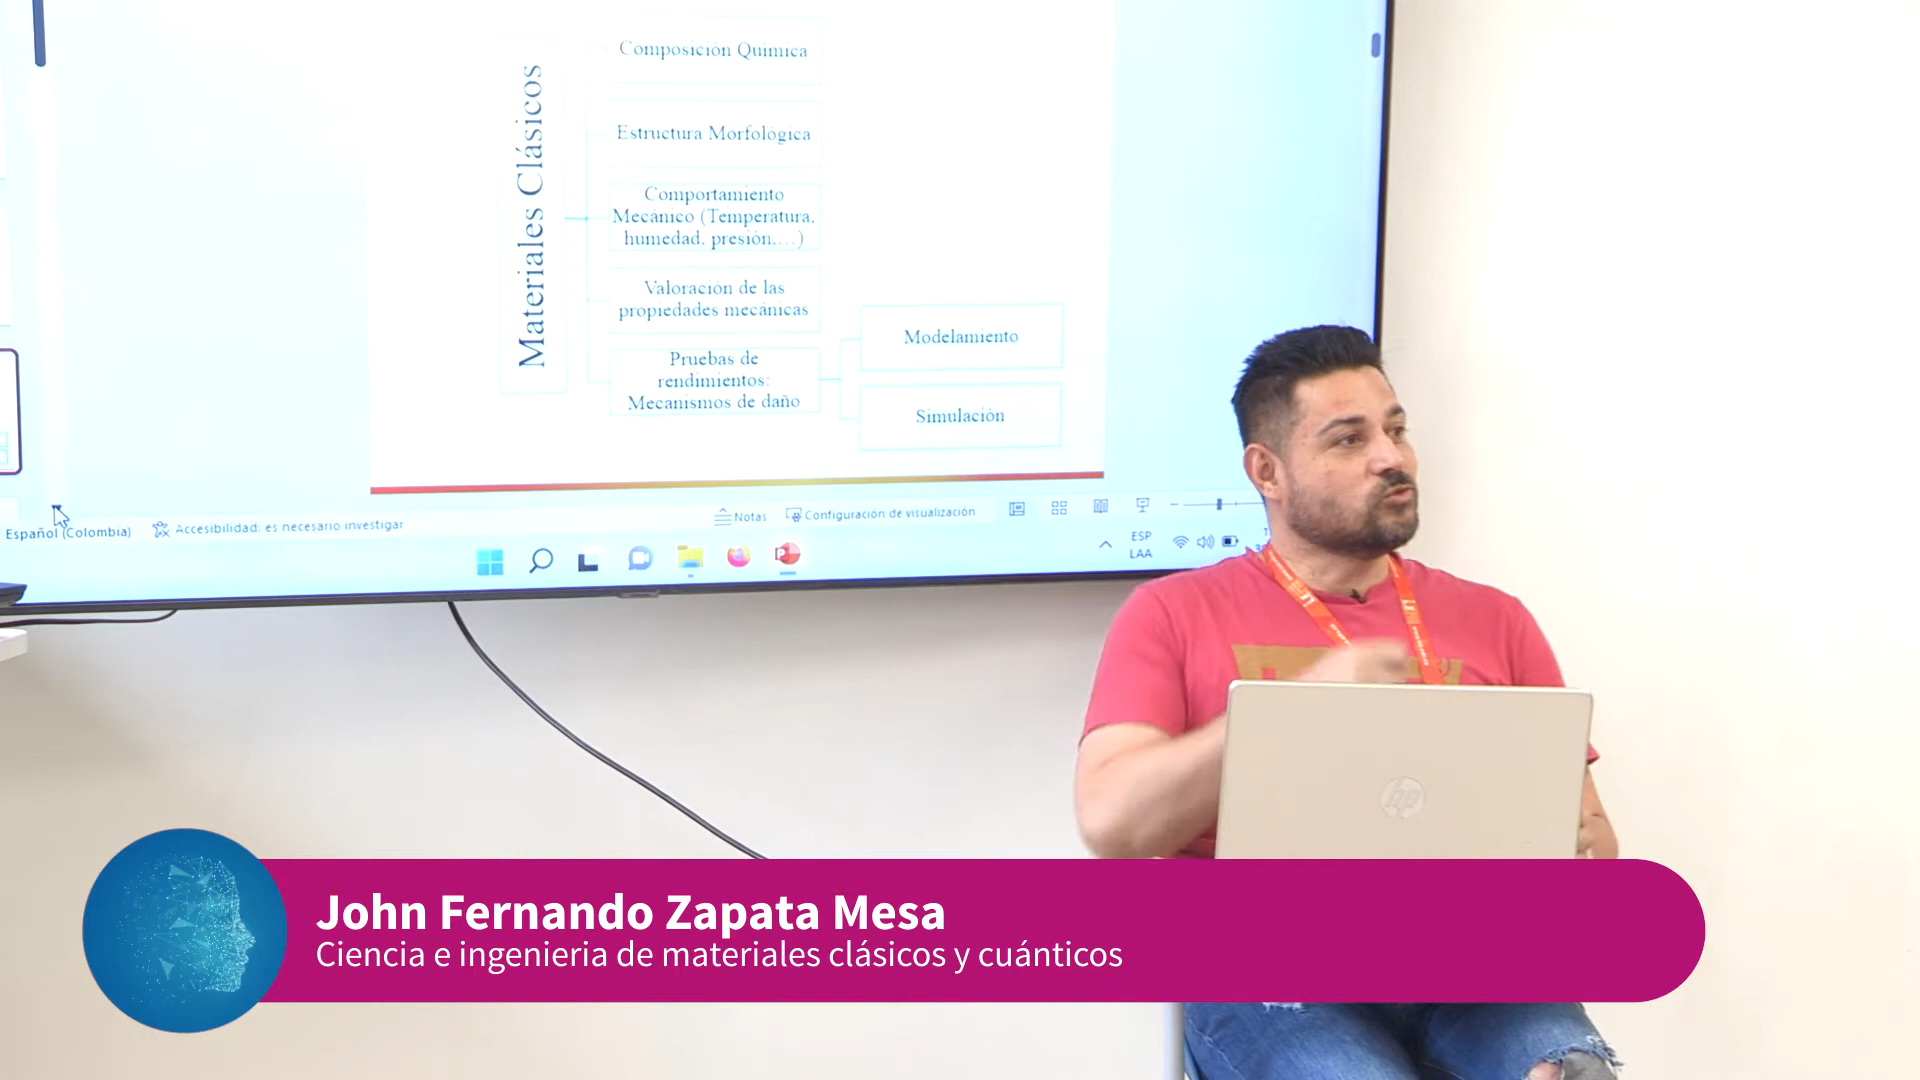 Materiales Clásicos
Composición Química
Estructura Morfológica
Comportamiento
Mecánico (Temperatura,
humedad, presión,...)
Valoración de las
propiedades mecánicas
Pruebas de
rendimientos:
Mecanismos de daño
Modelamiento
Simulación
Español (Colombia)
Accesibilidad: es necesario investigar
Notas
Configuración de visualización
ESP
LAA
hp
John Fernando Zapata Mesa
Ciencia e ingenieria de materiales clásicos y cuánticos